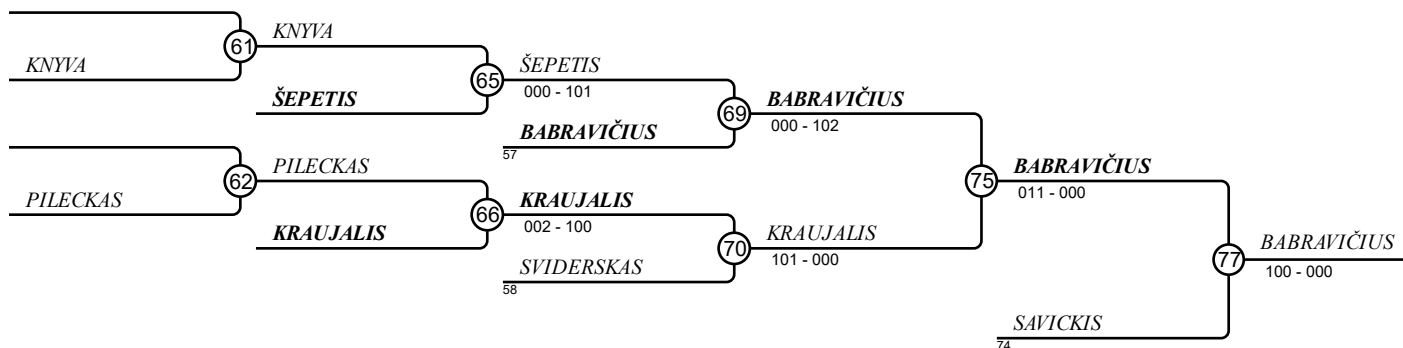 KNYVA
61
KNYVA
ŠEPETIS
65
ŠEPETIS
000 - 101
BABRAVIČIUS
57
69
BABRAVIČIUS
000 - 102
PILECKAS
62
PILECKAS
KRAUJALIS
66
KRAUJALIS
002 - 100
SVIDERSKAS
58
70
KRAUJALIS
101 - 000
75
BABRAVIČIUS
011 - 000
SAVICKIS
74
77
BABRAVIČIUS
100 - 000